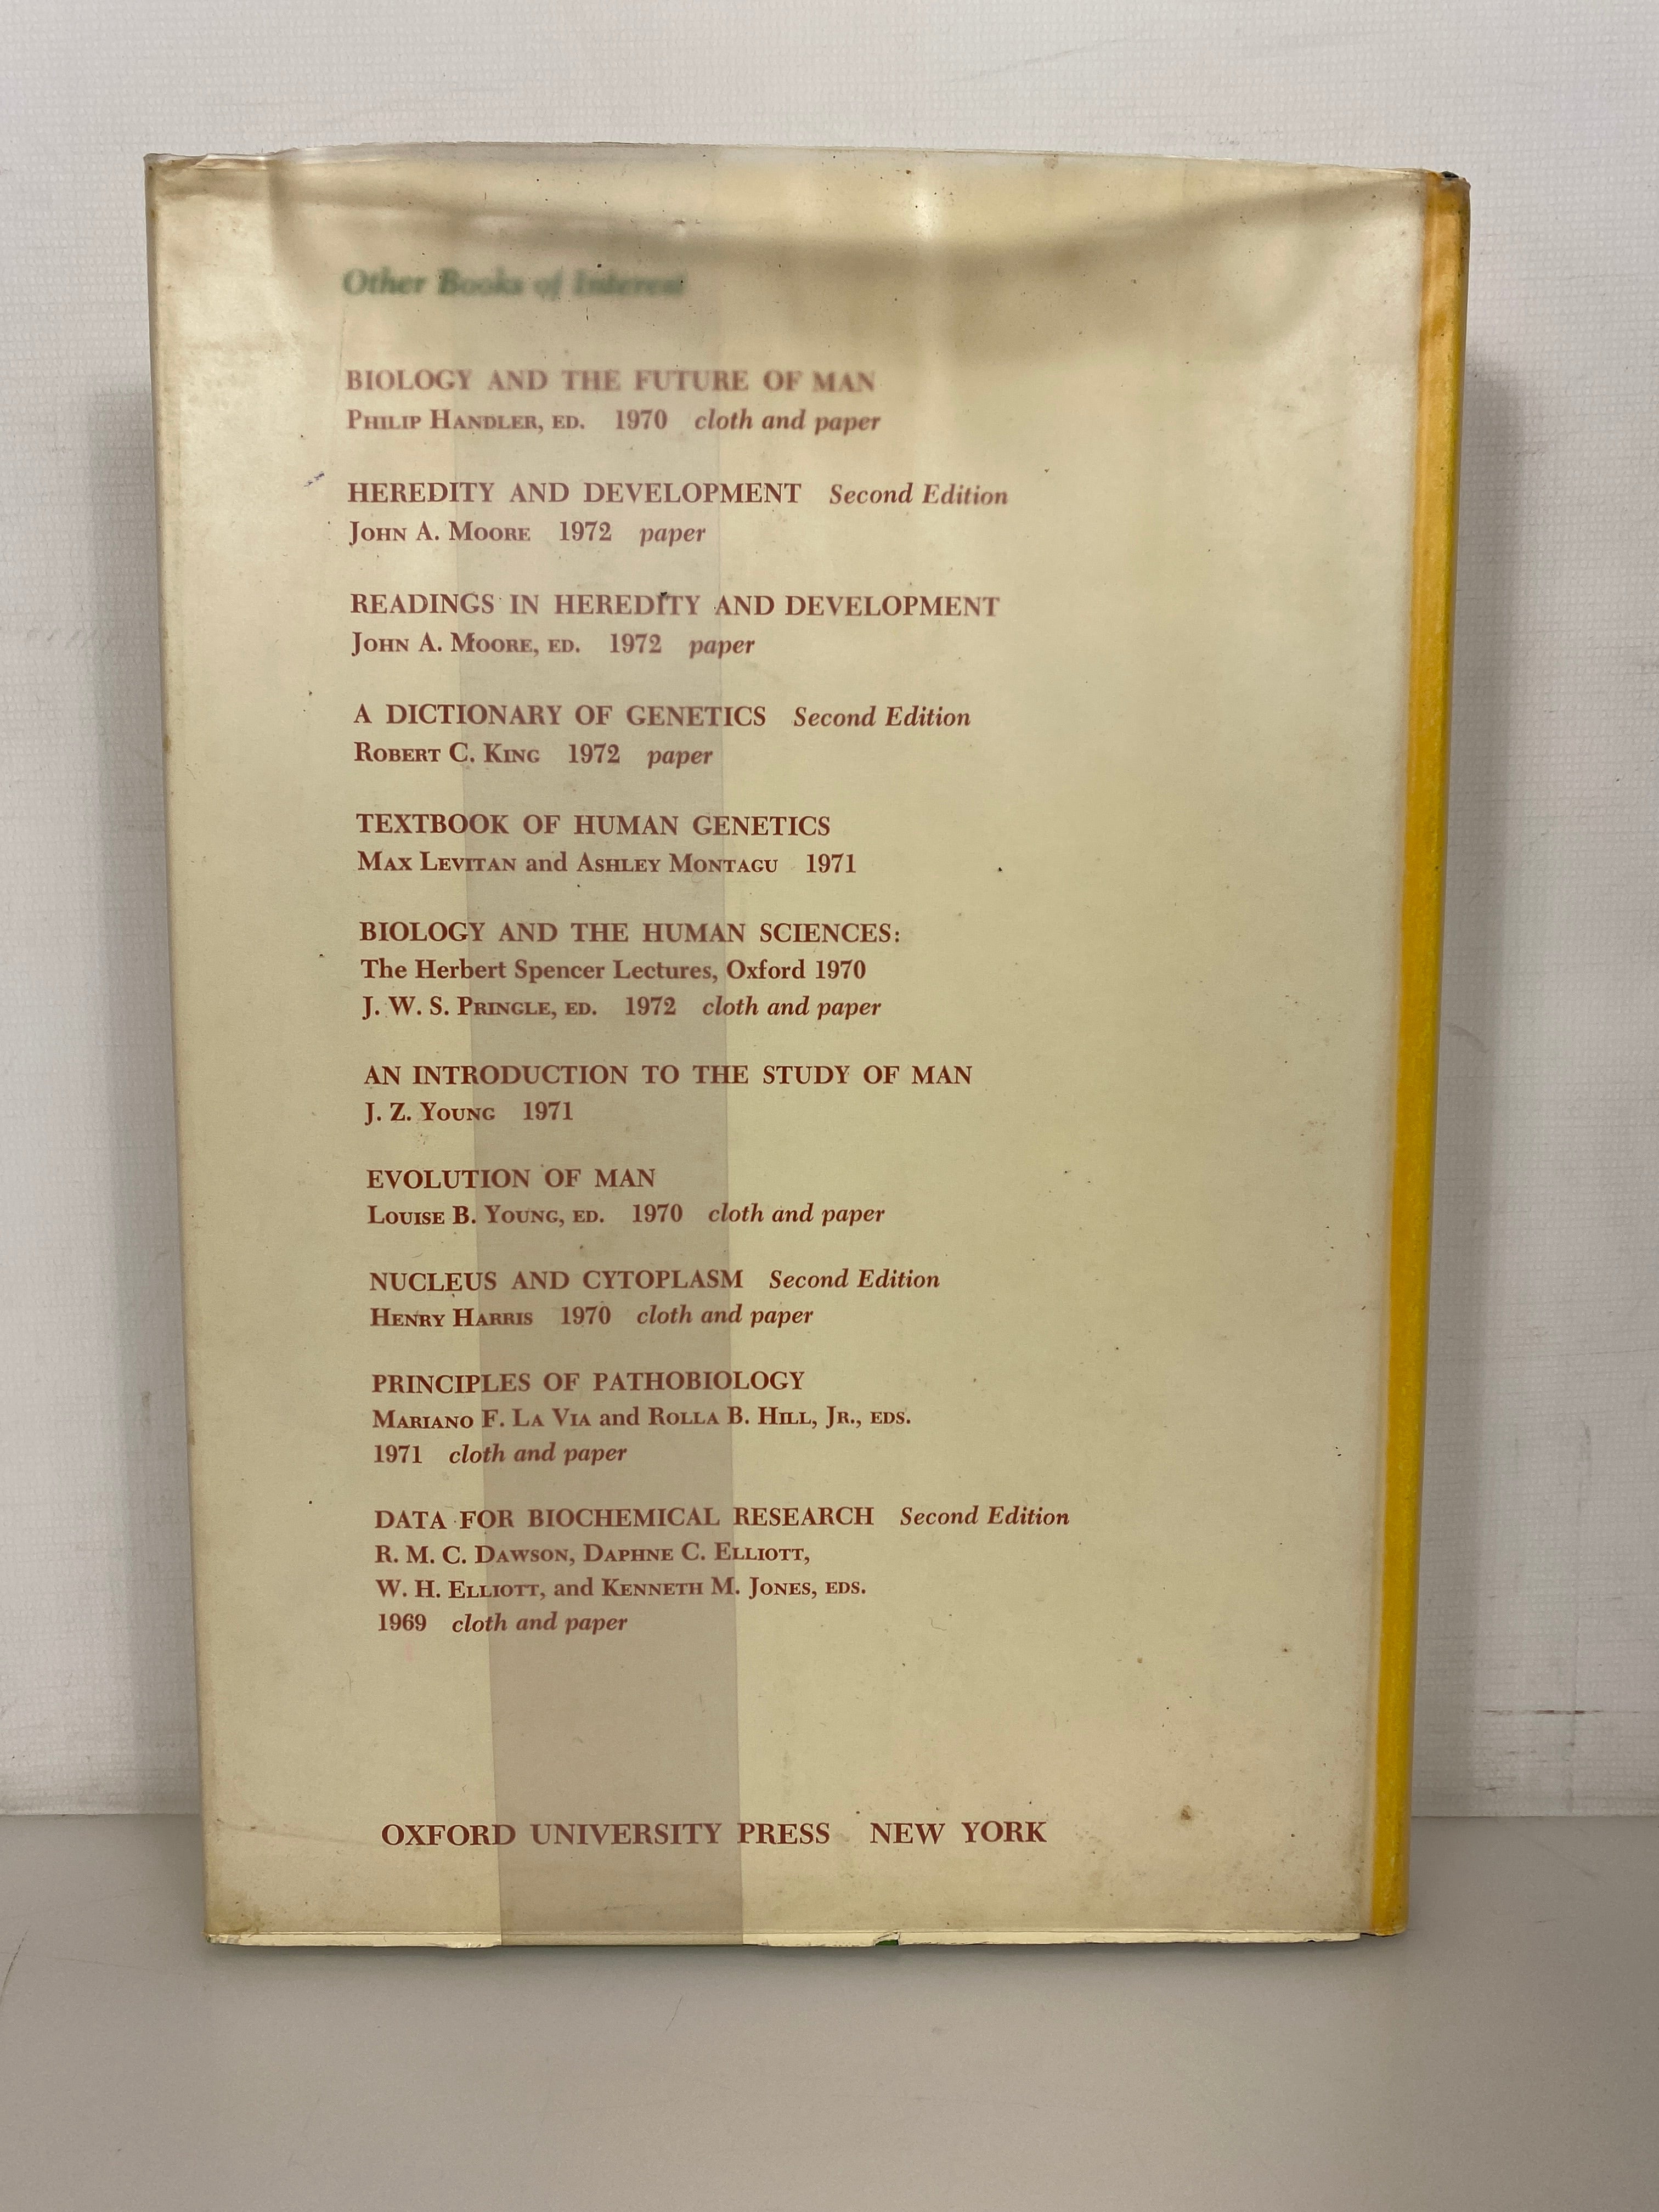 Other Books of Interest
BIOLOGY AND THE FUTURE OF MAN
PHILIP HANDLER, ED. 1970 cloth and paper
HEREDITY AND DEVELOPMENT Second Edition
JOHN A. MOORE 1972 paper
READINGS IN HEREDITY AND DEVELOPMENT
JOHN A. MOORE, ED. 1972 paper
A DICTIONARY OF GENETICS Second Edition
ROBERT C. KING 1972 paper
TEXTBOOK OF HUMAN GENETICS
MAX LEVITAN and ASHLEY MONTAGU 1971
BIOLOGY AND THE HUMAN SCIENCES:
The Herbert Spencer Lectures, Oxford 1970
J. W. S. PRINGLE, ED. 1972 cloth and paper
AN INTRODUCTION TO THE STUDY OF MAN
J. Z. YOUNG 1971
EVOLUTION OF MAN
LOUISE B. YOUNG, ED. 1970 cloth and paper
NUCLEUS AND CYTOPLASM Second Edition
HENRY HARRIS 1970 cloth and paper
PRINCIPLES OF PATHOBIOLOGY
MARIANO F. LA VIA and ROLLA B. HILL, JR., EDS.
1971 cloth and paper
DATA FOR BIOCHEMICAL RESEARCH Second Edition
R. M. C. DAWSON, DAPHNE C. ELLIOTT,
W. H. ELLIOTT, and KENNETH M. JONES, EDS.
1969 cloth and paper
OXFORD UNIVERSITY PRESS NEW YORK